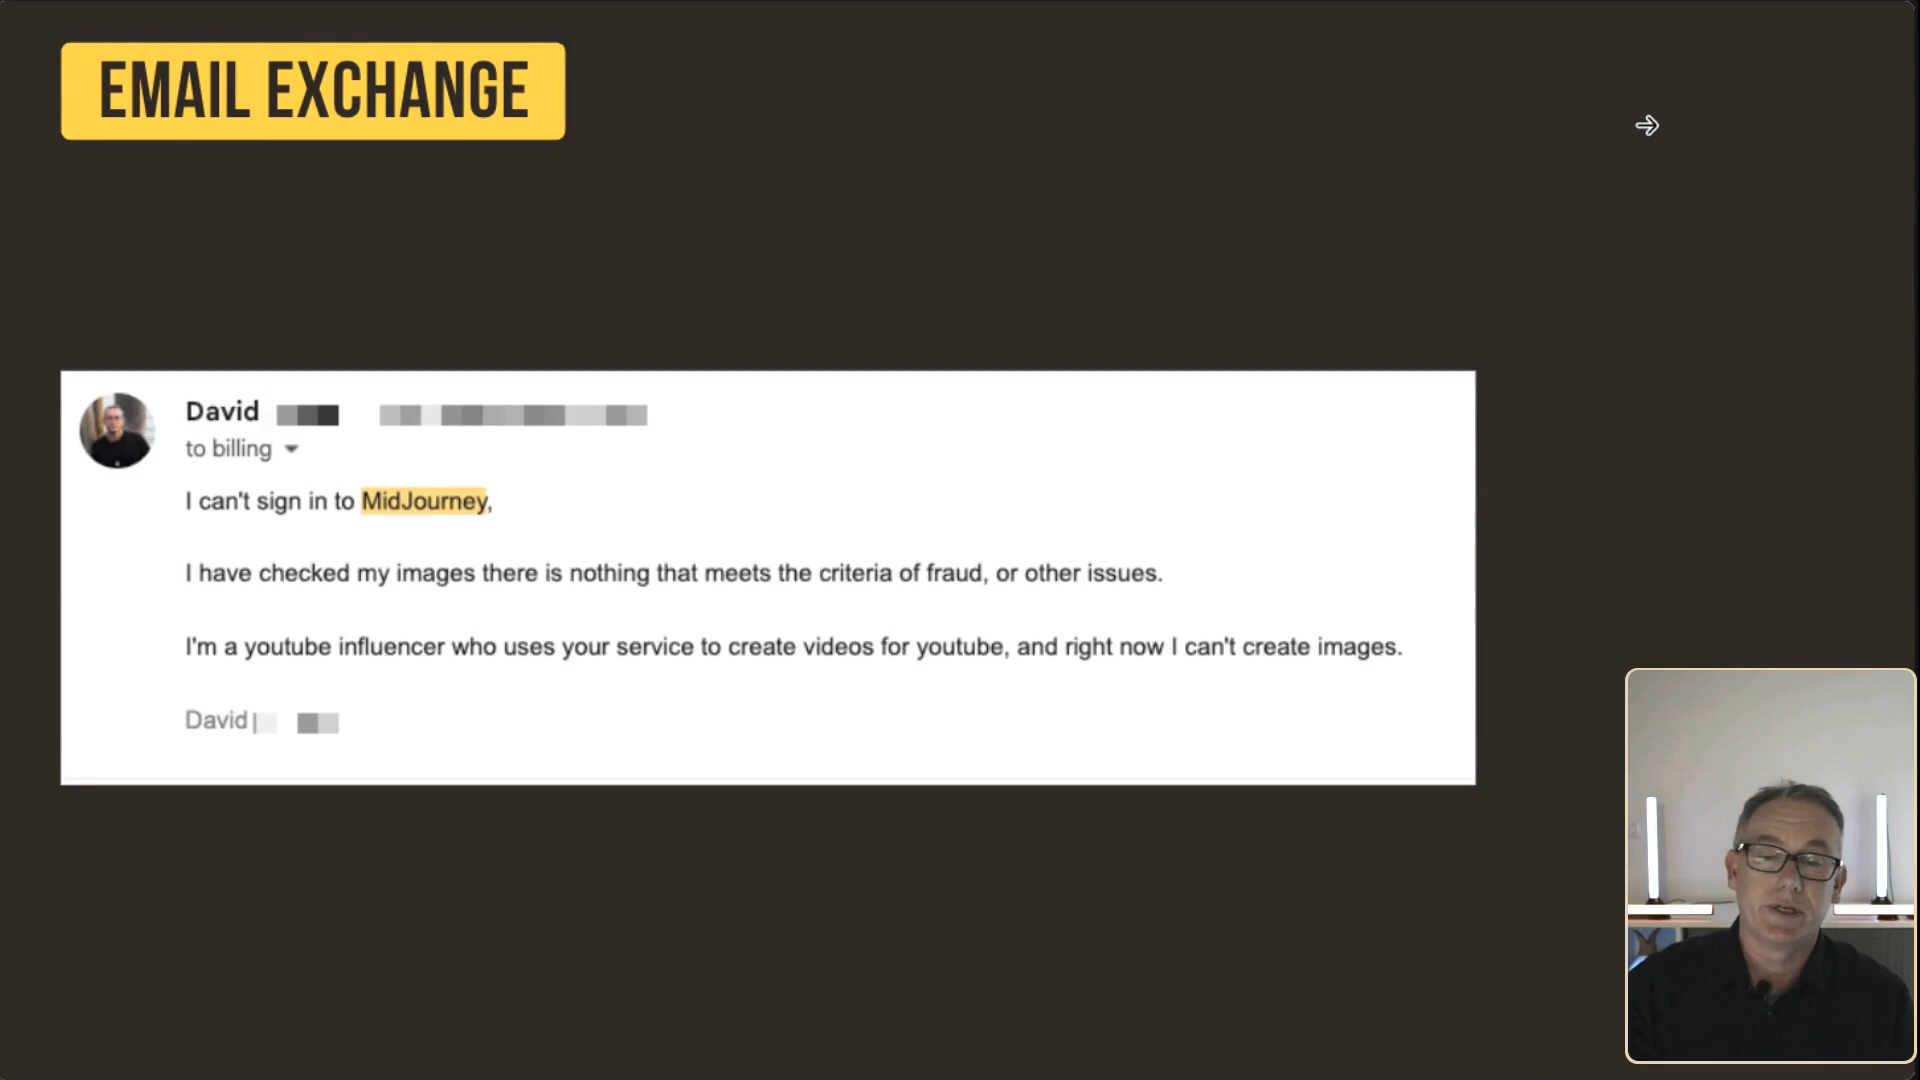 EMAIL EXCHANGE
David
to billing
I can't sign in to MidJourney,
I have checked my images there is nothing that meets the criteria of fraud, or other issues.
I'm a youtube influencer who uses your service to create videos for youtube, and right now I can't create images.
David